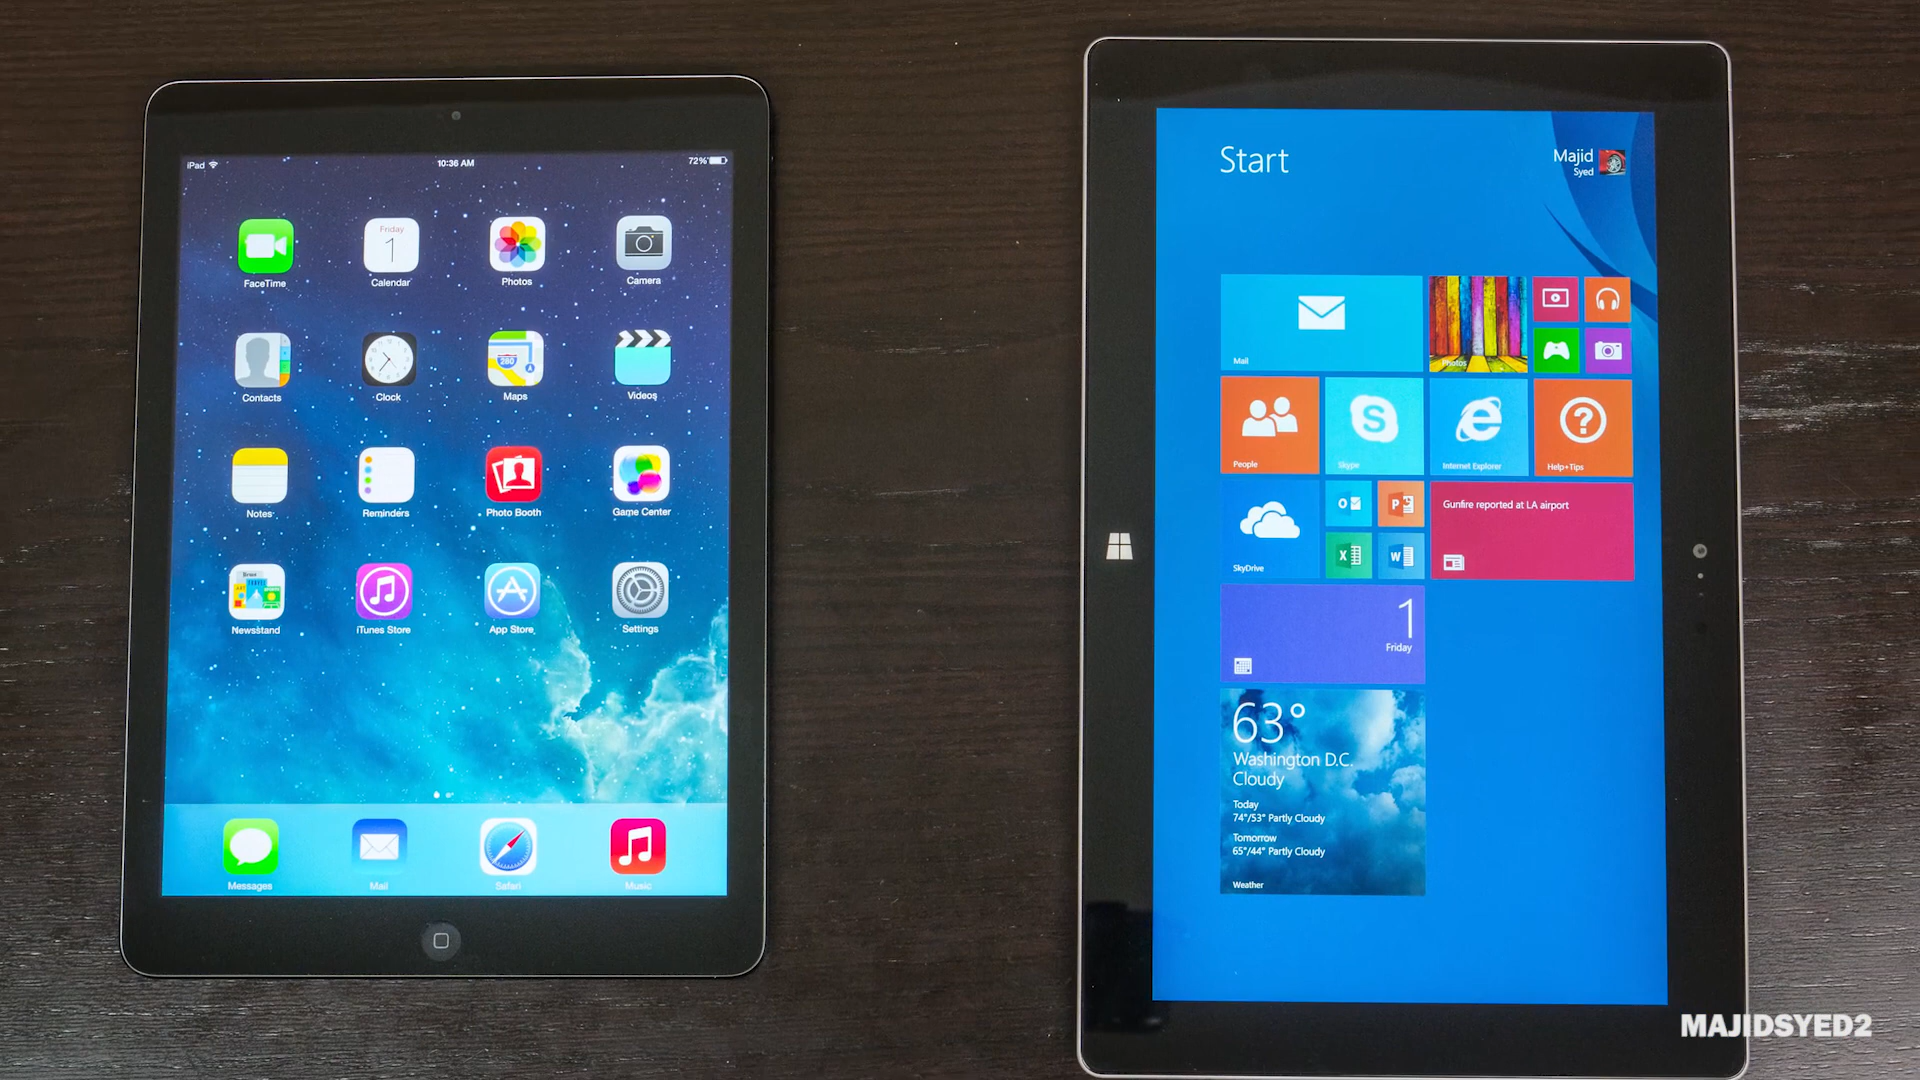 iPad 10:36 AM 72%
Friday
1
FaceTime Calendar Photos Camera
280
Contacts Clock Maps Videos
Notes Reminders Photo Booth Game Center
Newsstand iTunes Store App Store Settings
Messages Mail Safari Music
Start
Majid
Syed
Mail
Photos
People Skype Internet Explorer Help+Tips
Gunfire reported at LA airport
SkyDrive
1
Friday
63°
Washington D.C.
Cloudy
Today
74°/53° Partly Cloudy
Tomorrow
65°/44° Partly Cloudy
Weather
MAJIDSYED2